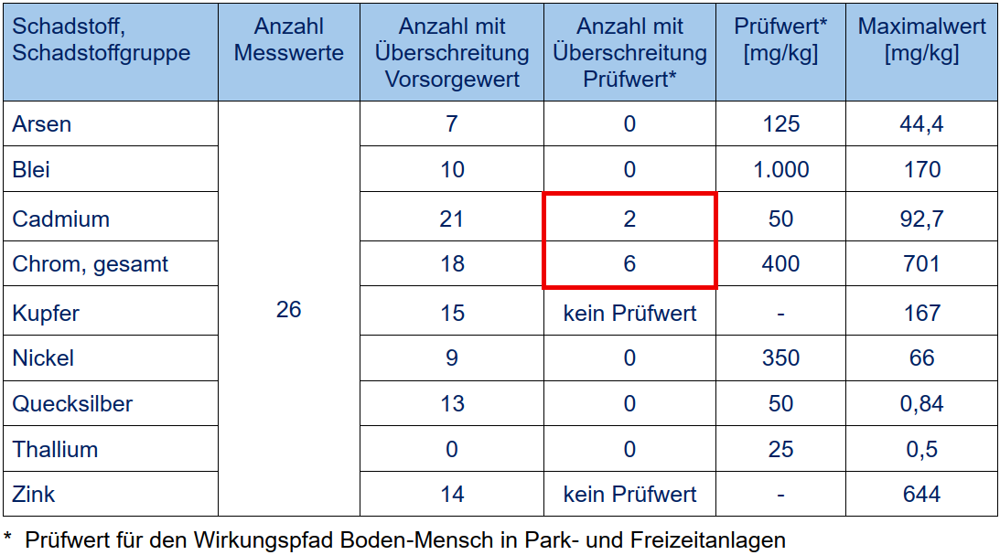 Schadstoff, Schadstoffgruppe | Anzahl Messwerte | Anzahl mit Überschreitung Vorsorgewert | Anzahl mit Überschreitung Prüfwert* | Prüfwert* [mg/kg] | Maximalwert [mg/kg]
Arsen | 26 | 7 | 0 | 125 | 44,4
Blei | 10 | 0 | 1.000 | 170
Cadmium | 21 | 2 | 50 | 92,7
Chrom, gesamt | 18 | 6 | 400 | 701
Kupfer | 15 | kein Prüfwert | - | 167
Nickel | 9 | 0 | 350 | 66
Quecksilber | 13 | 0 | 50 | 0,84
Thallium | 0 | 0 | 25 | 0,5
Zink | 14 | kein Prüfwert | - | 644
* Prüfwert für den Wirkungspfad Boden-Mensch in Park- und Freizeitanlagen